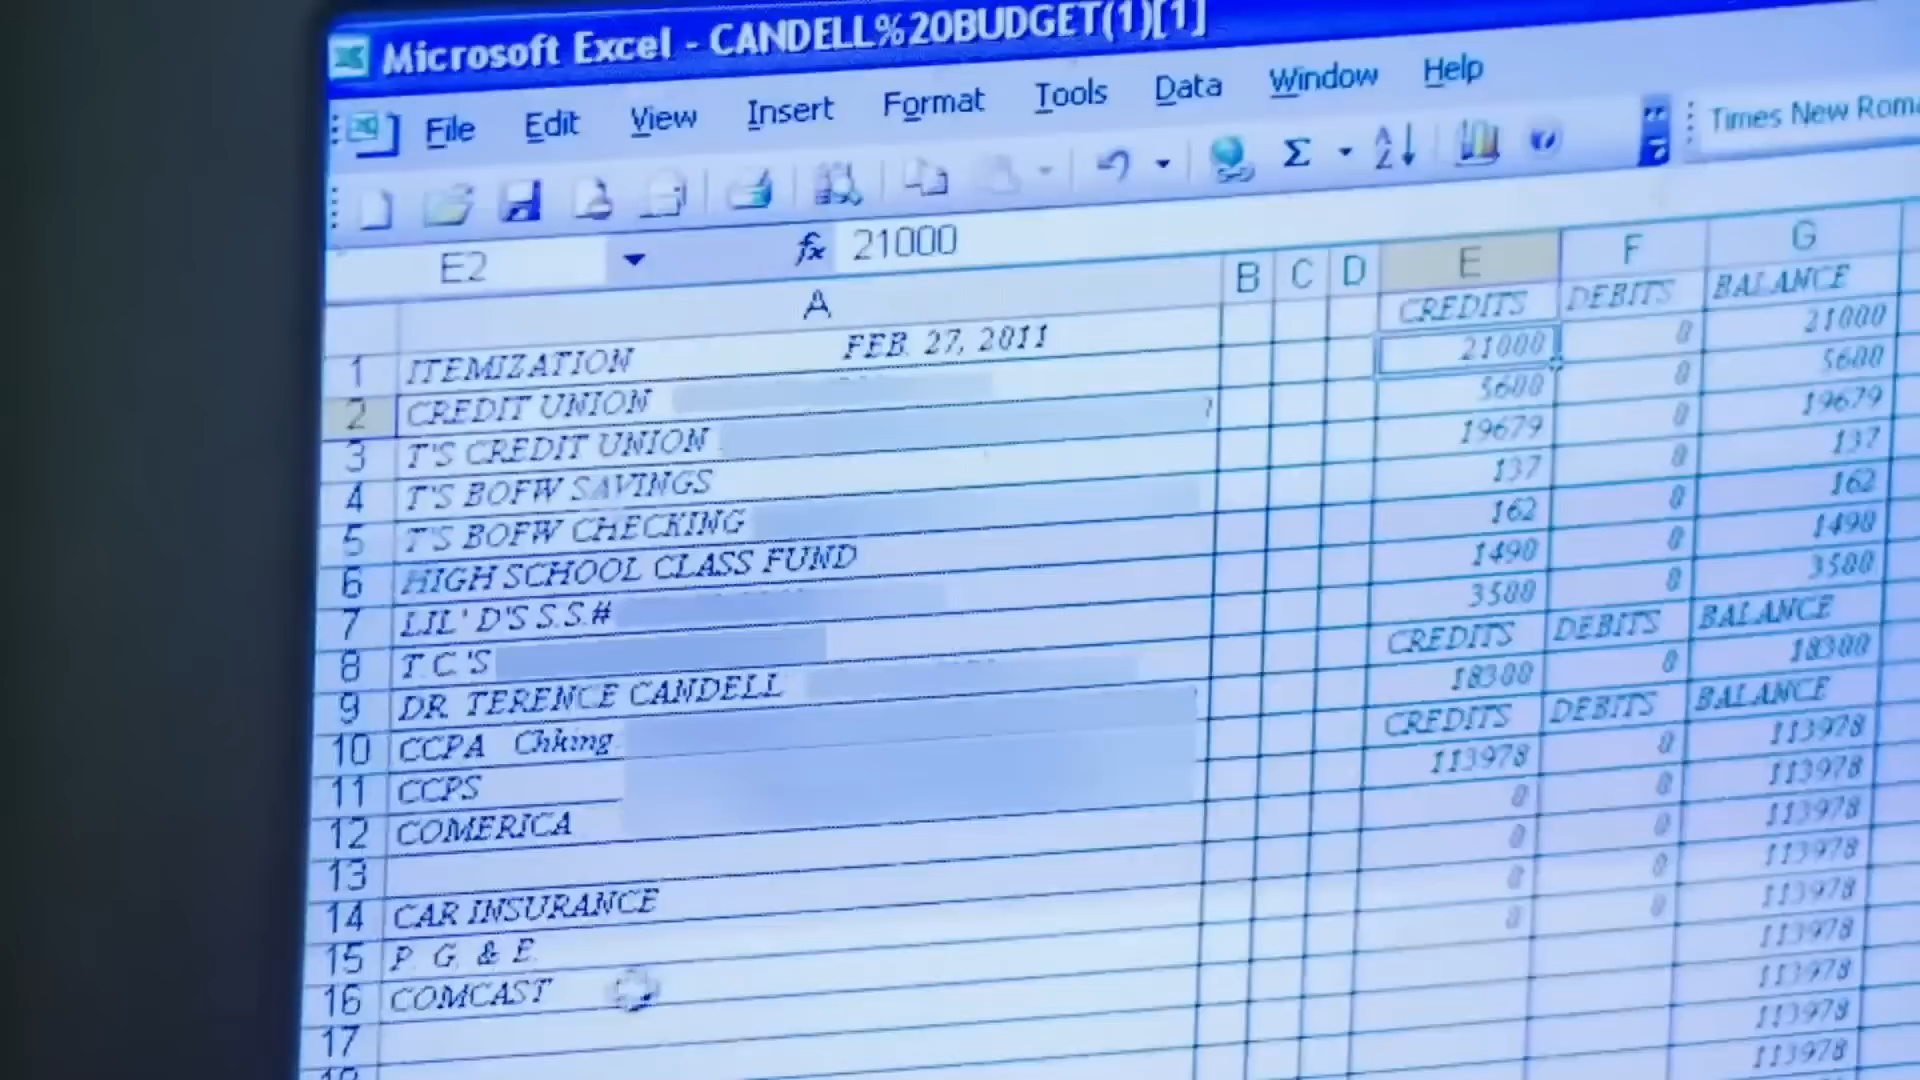 Microsoft Excel - CANDELL%20BUDGET(1)[1]
File Edit View Insert Format Tools Data Window Help
Times New Roma
E2 fx 21000
A B C D E F G
1 ITEMIZATION FEB. 27, 2011 CREDITS DEBITS BALANCE
2 CREDIT UNION 21000 0 21000
3 T'S CREDIT UNION 5600 0 5600
4 T'S BOFW SAVINGS 19679 0 19679
5 T'S BOFW CHECKING 137 0 137
6 HIGH SCHOOL CLASS FUND 162 0 162
7 LIL' D'S S.S.# 1490 0 1490
8 T.C.'S 3500 0 3500
9 DR. TERENCE CANDELL CREDITS DEBITS BALANCE
10 CCPA Chking 18300 0 18300
11 CCPS CREDITS DEBITS BALANCE
12 COMERICA 113978 0 113978
13 0 0 113978
14 CAR INSURANCE 0 0 113978
15 P. G. & E. 0 0 113978
16 COMCAST 0 0 113978
17 113978
113978
113978
113978